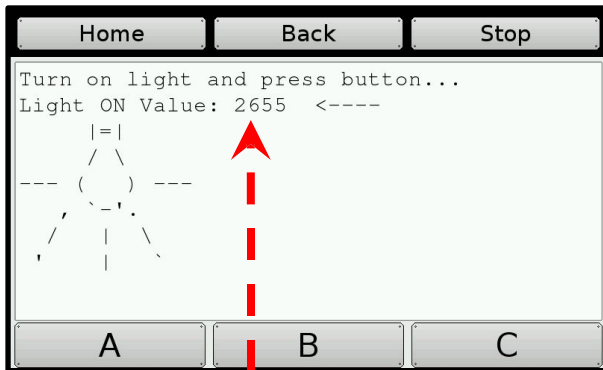 Home Back Stop
Turn on light and press button...
Light ON Value: 2655  <----
       |=|
       / \
--- (     ) ---
    , `-'.
   /    |   \
  '     |    `
A B C